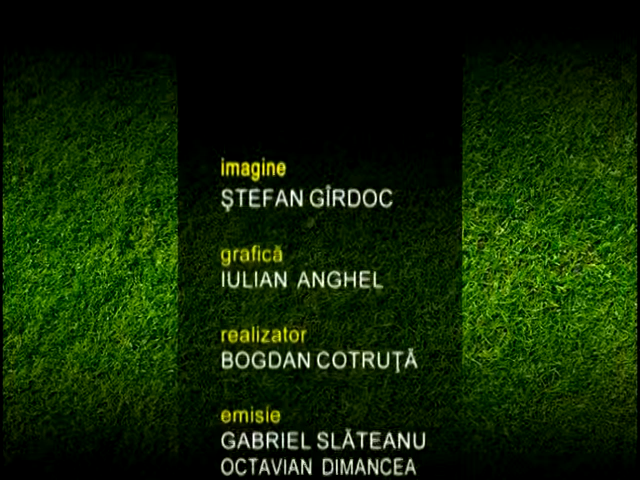 imagine
ŞTEFAN GÎRDOC
grafică
IULIAN ANGHEL
realizator
BOGDAN COTRUŢĂ
emisie
GABRIEL SLĂTEANU
OCTAVIAN DIMANCEA